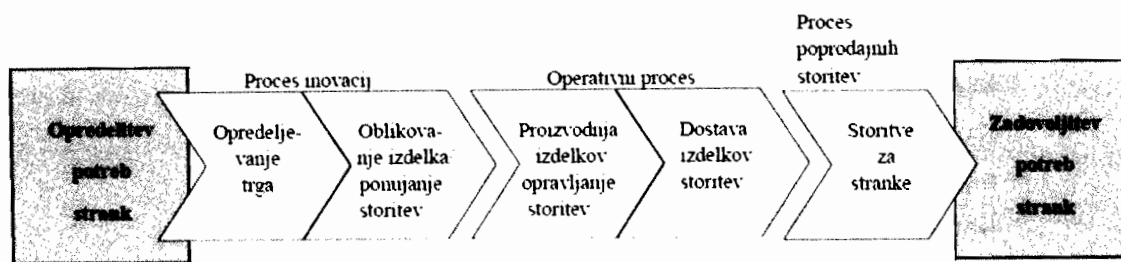 Proces
poprodajnih
storitev
Proces inovacij
Operativni proces
Opredelitev
potreb
strank
Opredelje-
vanje
trga
Oblikova-
nje izdelka
ponujanje
storitev
Proizvodnja
izdelkov
opravljanje
storitev
Dostava
izdelkov
storitev
Storitve
za
stranke
Zadovoljitev
potreb
strank